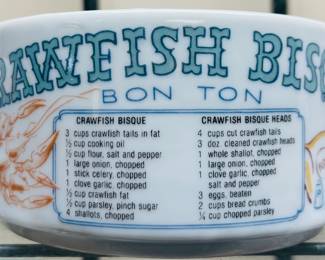 RAWFISH BISQ
BON TON
CRAWFISH BISQUE
3 cups crawfish tails in fat
½ cup cooking oil
½ cup flour, salt and pepper
1 large onion, chopped
1 stick celery, chopped
1 clove garlic, chopped
½ cup crawfish fat
½ cup parsley, pinch sugar
4 shallots, chopped
CRAWFISH BISQUE HEADS
4 cups cut crawfish tails
3 doz. cleaned crawfish heads
1 whole shallot, chopped
1 large onion, chopped
1 clove garlic, chopped
salt and pepper
3 eggs, beaten
2 cups bread crumbs
¼ cup chopped parsley